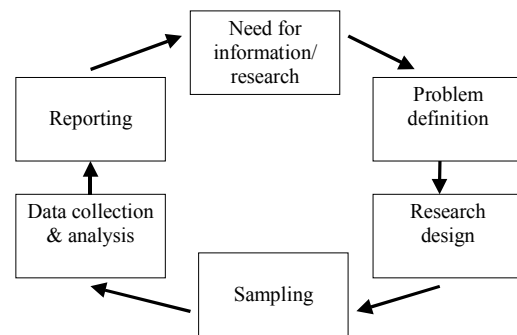 Need for
information/
research
Problem
definition
Research
design
Sampling
Data collection
& analysis
Reporting